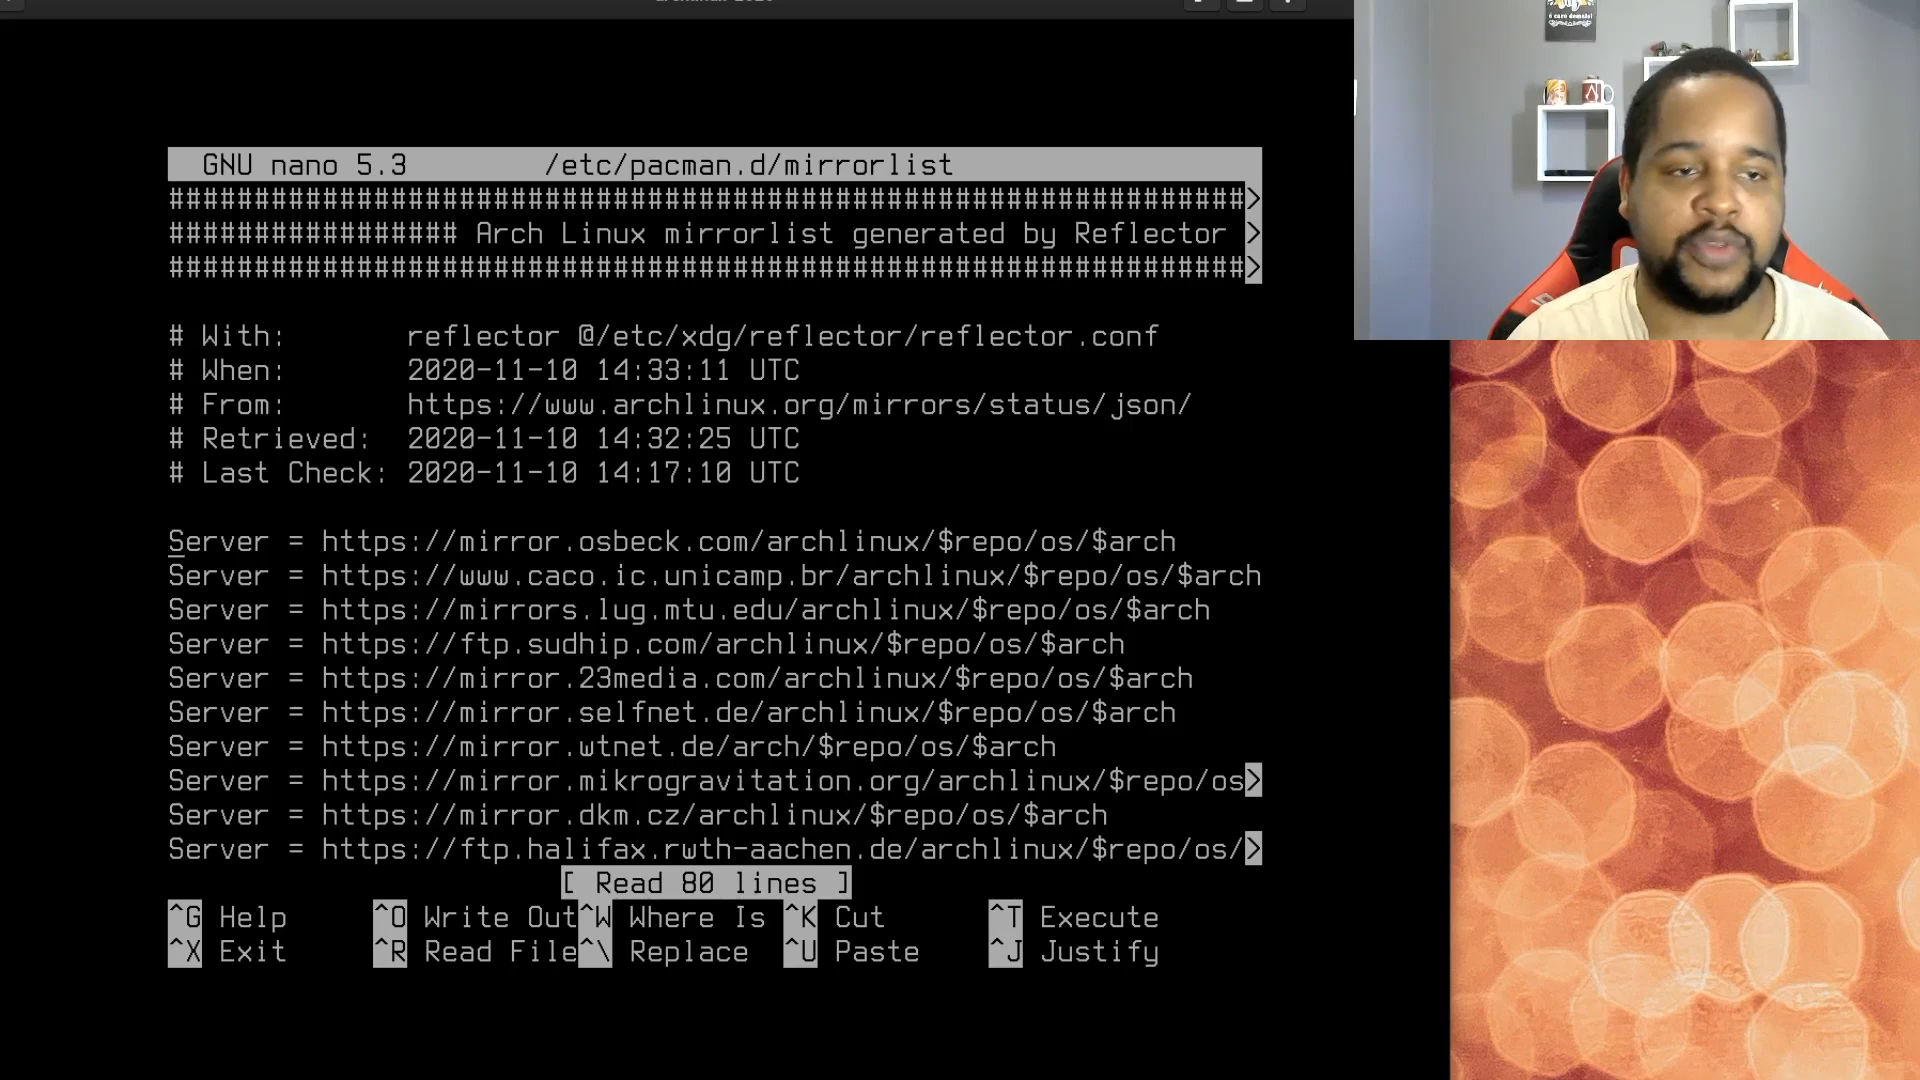 GNU nano 5.3 /etc/pacman.d/mirrorlist
###############################################################>
################# Arch Linux mirrorlist generated by Reflector >
###############################################################>
# With: reflector @/etc/xdg/reflector/reflector.conf
# When: 2020-11-10 14:33:11 UTC
# From: https://www.archlinux.org/mirrors/status/json/
# Retrieved: 2020-11-10 14:32:25 UTC
# Last Check: 2020-11-10 14:17:10 UTC
Server = https://mirror.osbeck.com/archlinux/$repo/os/$arch
Server = https://www.caco.ic.unicamp.br/archlinux/$repo/os/$arch
Server = https://mirrors.lug.mtu.edu/archlinux/$repo/os/$arch
Server = https://ftp.sudhip.com/archlinux/$repo/os/$arch
Server = https://mirror.23media.com/archlinux/$repo/os/$arch
Server = https://mirror.selfnet.de/archlinux/$repo/os/$arch
Server = https://mirror.wtnet.de/arch/$repo/os/$arch
Server = https://mirror.mikrogravitation.org/archlinux/$repo/os>
Server = https://mirror.dkm.cz/archlinux/$repo/os/$arch
Server = https://ftp.halifax.rwth-aachen.de/archlinux/$repo/os/>
[ Read 80 lines ]
^G Help ^O Write Out ^W Where Is ^K Cut ^T Execute
^X Exit ^R Read File ^\ Replace ^U Paste ^J Justify
é caro demais!